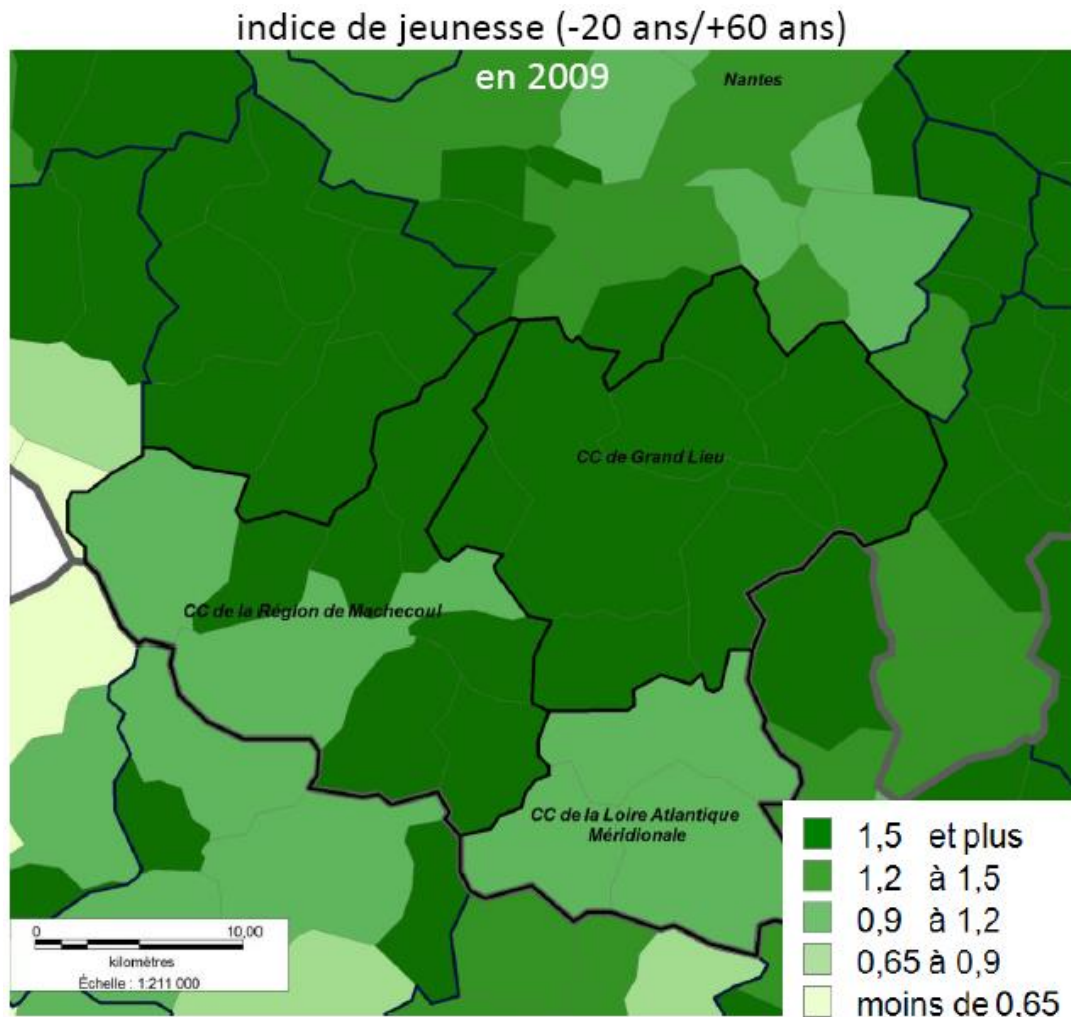 indice de jeunesse (-20 ans/+60 ans)
en 2009
Nantes
CC de Grand Lieu
CC de la Région de Machecoul
CC de la Loire Atlantique
Méridionale
1,5 et plus
1,2 à 1,5
0,9 à 1,2
0,65 à 0,9
moins de 0,65
0 10,00
kilomètres
Échelle : 1:211 000